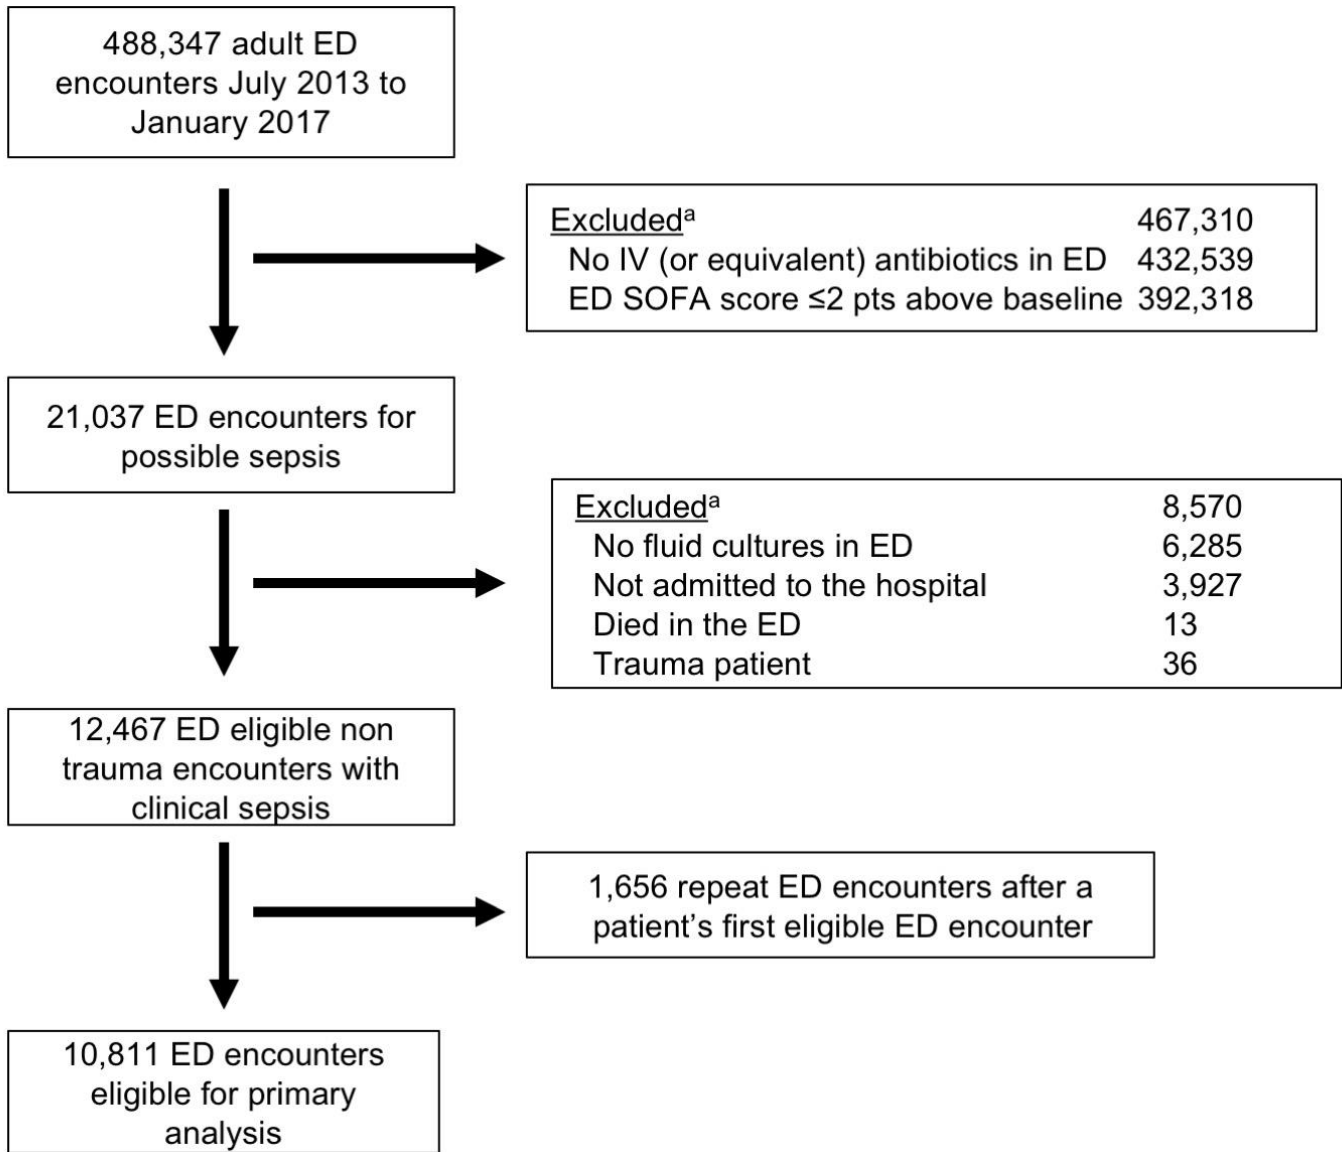 488,347 adult ED
encounters July 2013 to
January 2017
Excludedᵃ 467,310
No IV (or equivalent) antibiotics in ED 432,539
ED SOFA score ≤2 pts above baseline 392,318
21,037 ED encounters for
possible sepsis
Excludedᵃ 8,570
No fluid cultures in ED 6,285
Not admitted to the hospital 3,927
Died in the ED 13
Trauma patient 36
12,467 ED eligible non
trauma encounters with
clinical sepsis
1,656 repeat ED encounters after a
patient’s first eligible ED encounter
10,811 ED encounters
eligible for primary
analysis